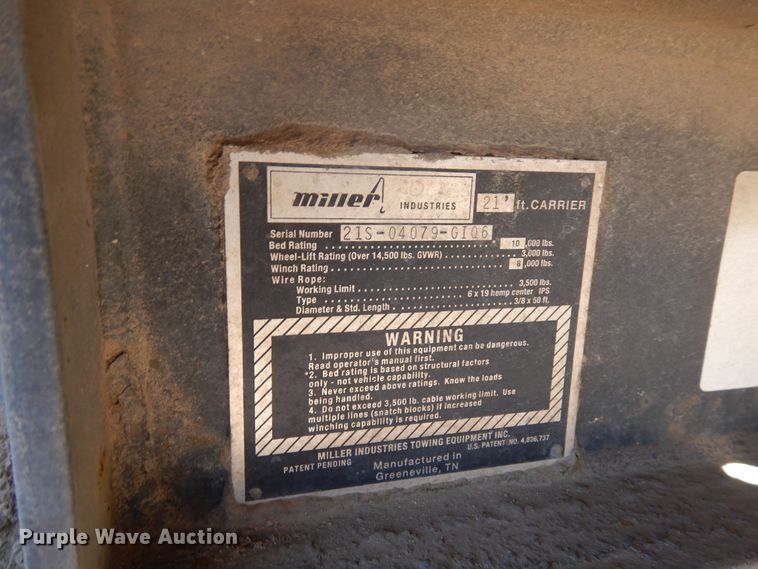 miller INDUSTRIES 21' ft. CARRIER
Serial Number 21S-04079-GIQ6
Bed Rating 10,000 lbs.
Wheel-Lift Rating (Over 14,500 lbs. GVWR) 3,000 lbs.
Winch Rating 8,000 lbs.
Wire Rope:
Working Limit 3,500 lbs.
Type 6 x 19 hemp center IPS
Diameter & Std. Length 3/8 x 50 ft.
WARNING
1. Improper use of this equipment can be dangerous.
Read operator's manual first.
*2. Bed rating is based on structural factors
only - not vehicle capability.
3. Never exceed above ratings. Know the loads
being handled.
4. Do not exceed 3,500 lb. cable working limit. Use
multiple lines (snatch blocks) if increased
winching capability is required.
MILLER INDUSTRIES TOWING EQUIPMENT INC.
PATENT PENDING U.S. PATENT NO. 4,836,737
Manufactured in
Greeneville, TN
Purple Wave Auction